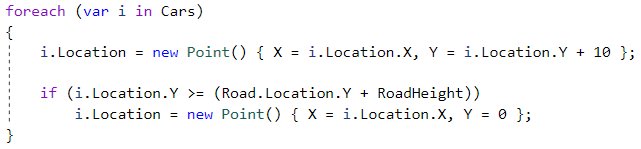 foreach (var i in Cars)
{
    i.Location = new Point() { X = i.Location.X, Y = i.Location.Y + 10 };

    if (i.Location.Y >= (Road.Location.Y + RoadHeight))
        i.Location = new Point() { X = i.Location.X, Y = 0 };
}